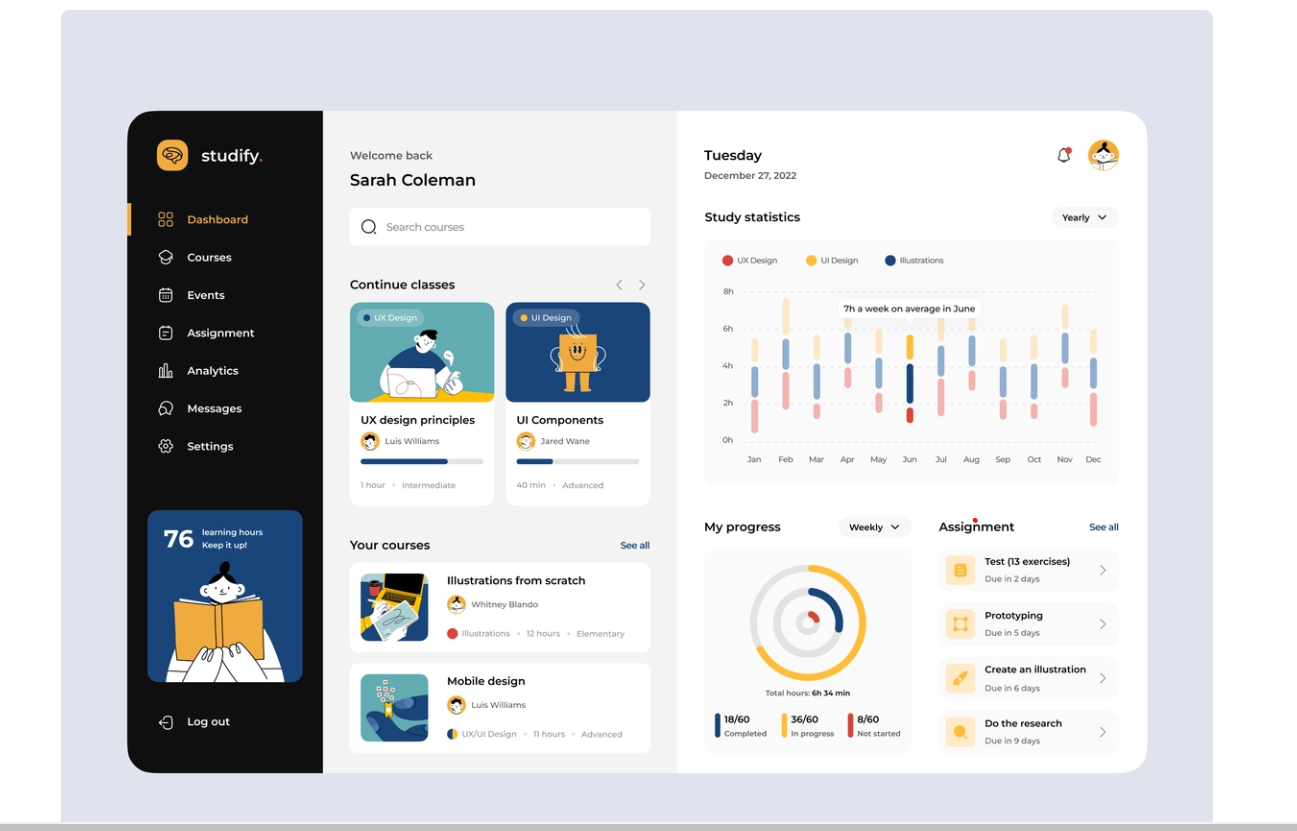 studify.
Dashboard
Courses
Events
Assignment
Analytics
Messages
Settings
76
learning hours
Keep it up!
Log out
Welcome back
Sarah Coleman
Search courses
Continue classes
UX Design
UX design principles
Luis Williams
1 hour • Intermediate
UI Design
UI Components
Jared Wane
40 min • Advanced
Your courses
See all
Illustrations from scratch
Whitney Blando
Illustrations • 12 hours • Elementary
Mobile design
Luis Williams
UX/UI Design • 11 hours • Advanced
Tuesday
December 27, 2022
Study statistics
Yearly
UX Design
UI Design
Illustrations
8h
7h a week on average in June
6h
4h
2h
0h
Jan Feb Mar Apr May Jun Jul Aug Sep Oct Nov Dec
My progress
Weekly
Total hours: 6h 34 min
18/60
Completed
36/60
In progress
8/60
Not started
Assignment
See all
Test (13 exercises)
Due in 2 days
Prototyping
Due in 5 days
Create an illustration
Due in 6 days
Do the research
Due in 9 days